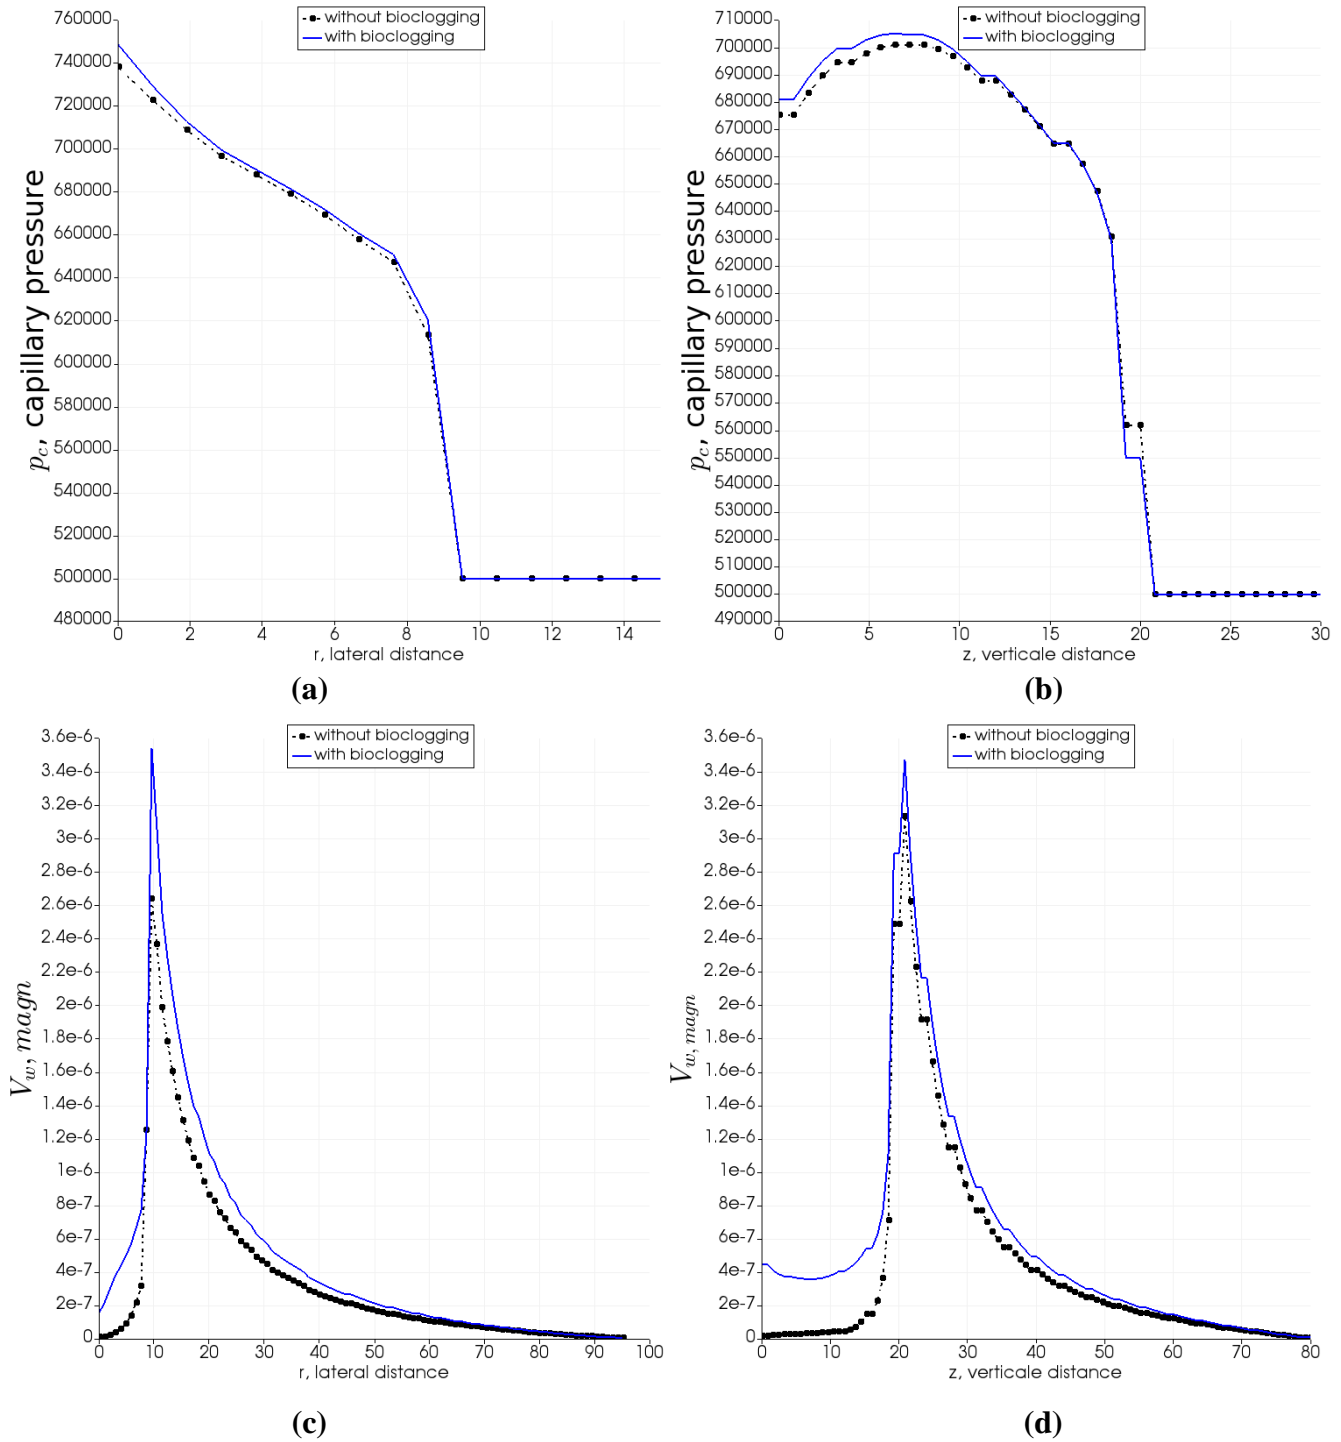 without bioclogging
with bioclogging
760000
740000
720000
700000
680000
660000
640000
620000
600000
580000
560000
540000
520000
500000
480000
p_c, capillary pressure
0 2 4 6 8 10 12 14
r, lateral distance
(a)
without bioclogging
with bioclogging
710000
700000
690000
680000
670000
660000
650000
640000
630000
620000
610000
600000
590000
580000
570000
560000
550000
540000
530000
520000
510000
500000
490000
p_c, capillary pressure
0 5 10 15 20 25 30
z, verticale distance
(b)
without bioclogging
with bioclogging
3.6e-6
3.4e-6
3.2e-6
3e-6
2.8e-6
2.6e-6
2.4e-6
2.2e-6
2e-6
1.8e-6
1.6e-6
1.4e-6
1.2e-6
1e-6
8e-7
6e-7
4e-7
2e-7
0
V_w, magn
0 10 20 30 40 50 60 70 80 90 100
r, lateral distance
(c)
without bioclogging
with bioclogging
3.6e-6
3.4e-6
3.2e-6
3e-6
2.8e-6
2.6e-6
2.4e-6
2.2e-6
2e-6
1.8e-6
1.6e-6
1.4e-6
1.2e-6
1e-6
8e-7
6e-7
4e-7
2e-7
0
V_w, magn
0 10 20 30 40 50 60 70 80
z, verticale distance
(d)